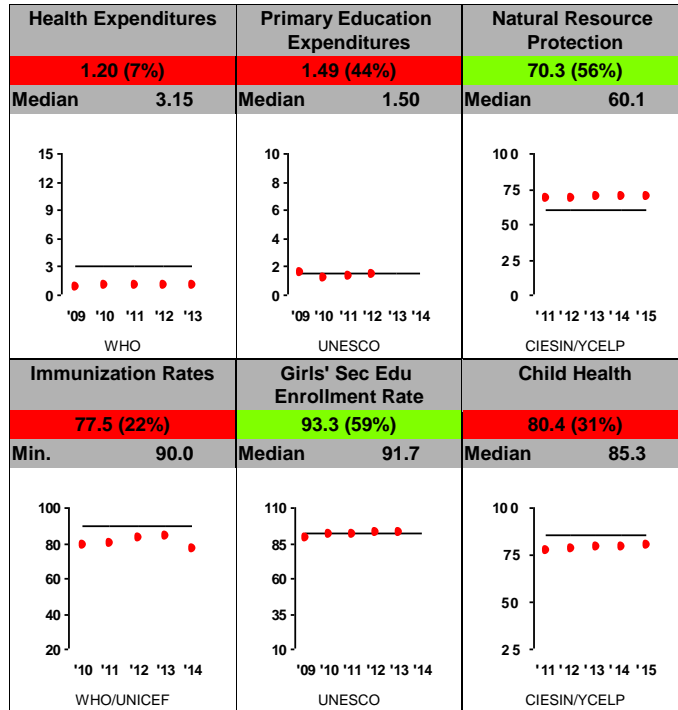 Health Expenditures
1.20 (7%)
Median 3.15
15
12
9
6
3
0
'09 '10 '11 '12 '13
WHO
Primary Education
Expenditures
1.49 (44%)
Median 1.50
10
8
6
4
2
0
'09 '10 '11 '12 '13 '14
UNESCO
Natural Resource
Protection
70.3 (56%)
Median 60.1
100
75
50
25
0
'11 '12 '13 '14 '15
CIESIN/YCELP
Immunization Rates
77.5 (22%)
Min. 90.0
100
80
60
40
20
'10 '11 '12 '13 '14
WHO/UNICEF
Girls' Sec Edu
Enrollment Rate
93.3 (59%)
Median 91.7
110
85
60
35
10
'09 '10 '11 '12 '13 '14
UNESCO
Child Health
80.4 (31%)
Median 85.3
100
75
50
25
'11 '12 '13 '14 '15
CIESIN/YCELP